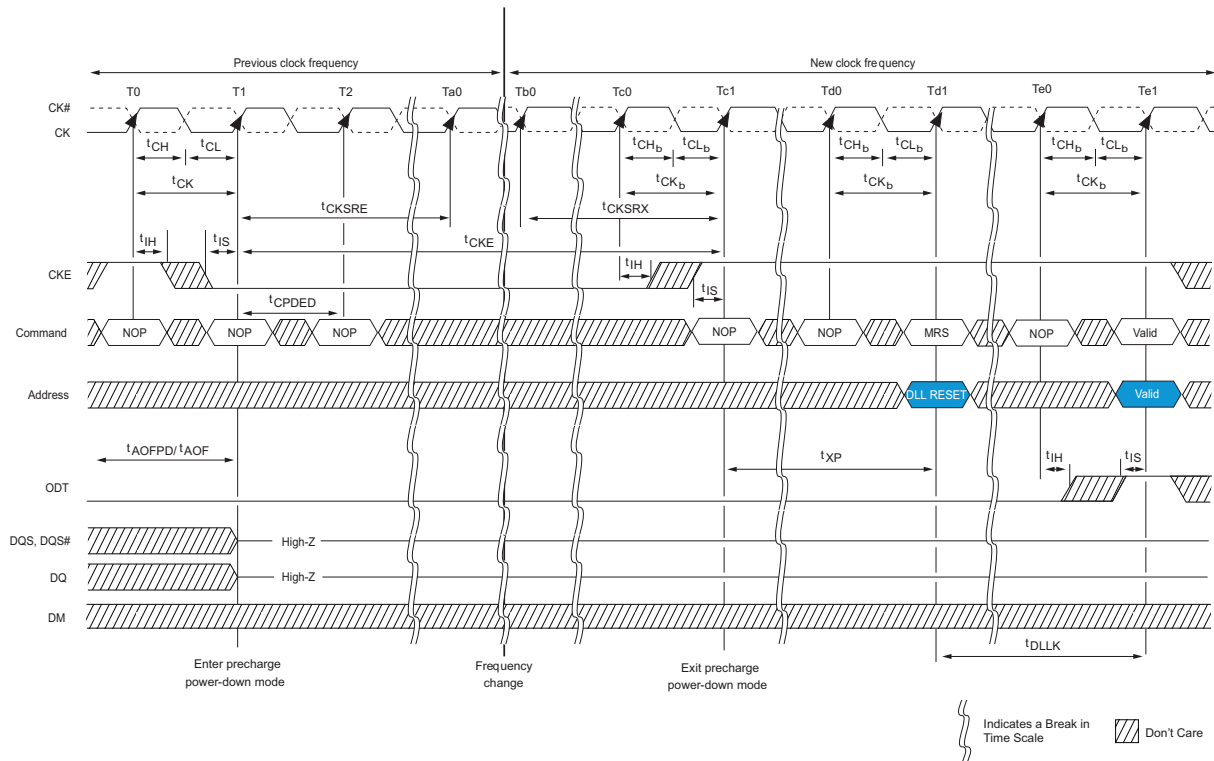 Previous clock frequency New clock frequency
T0 T1 T2 Ta0 Tb0 Tc0 Tc1 Td0 Td1 Te0 Te1
CK#
CK
tCH tCL tCHb tCLb tCHb tCLb tCHb tCLb
tCK tCKb tCKb tCKb
tCKSRE tCKSRX
tIH tIS tCKE
CKE tIH
tIS
tCPDED
Command NOP NOP NOP NOP NOP MRS NOP Valid
Address DLL RESET Valid
tAOFPD/tAOF tXP tIH tIS
ODT
DQS, DQS# High-Z
DQ High-Z
DM
Enter precharge
power-down mode
Frequency
change
Exit precharge
power-down mode
tDLLK
Indicates a Break in
Time Scale
Don't Care